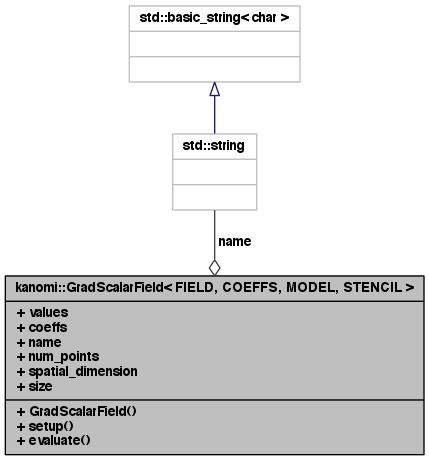 std::basic_string< char >
std::string
name
kanomi::GradScalarField< FIELD, COEFFS, MODEL, STENCIL >
+ values
+ coeffs
+ name
+ num_points
+ spatial_dimension
+ size
+ GradScalarField()
+ setup()
+ evaluate()